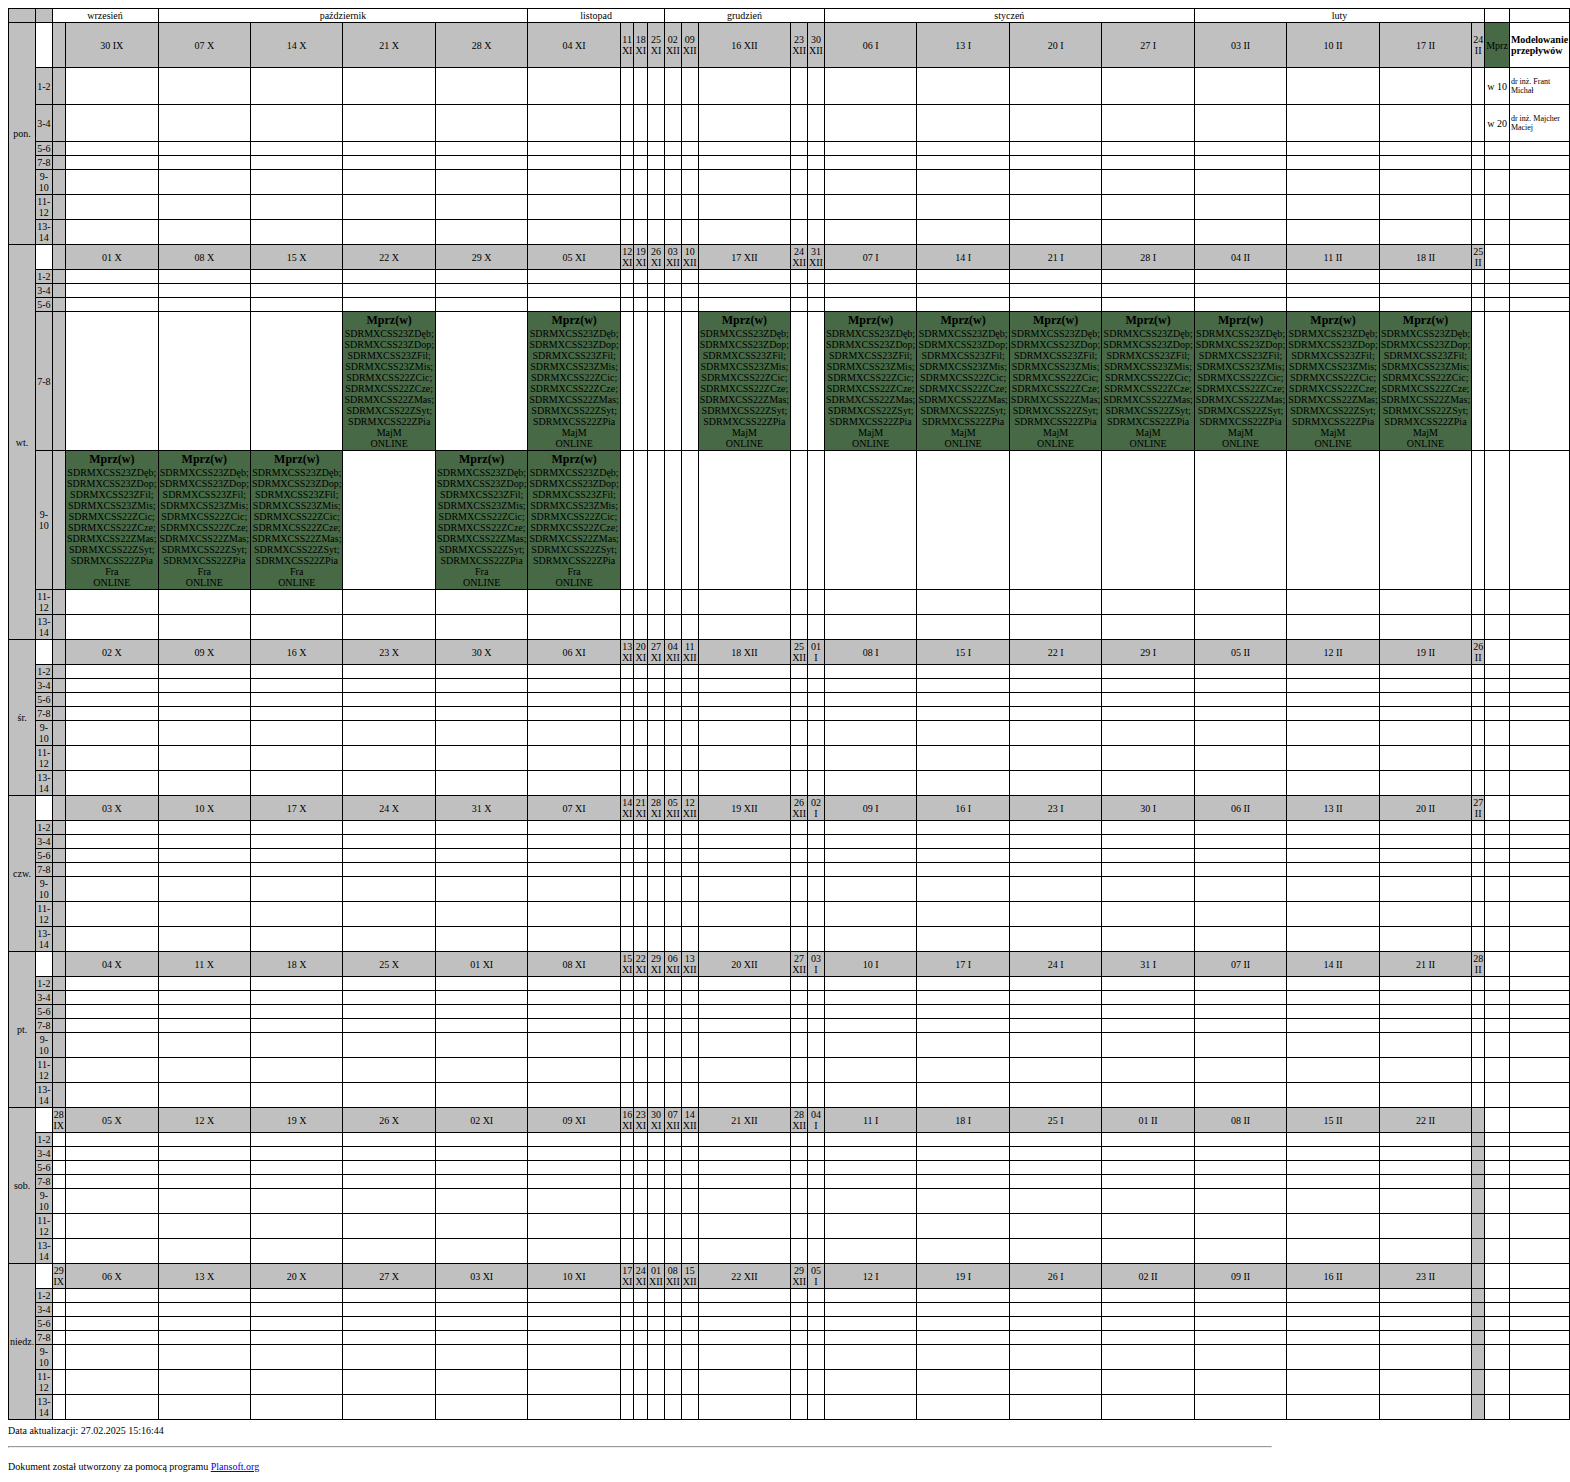 wrzesień październik listopad grudzień styczeń luty
pon. 30 IX 07 X 14 X 21 X 28 X 04 XI 11 XI 18 XI 25 XI 02 XII 09 XII 16 XII 23 XII 30 XII 06 I 13 I 20 I 27 I 03 II 10 II 17 II 24 II Mprz Modelowanie przepływów
1-2 w 10 dr inż. Frant Michał
3-4 w 20 dr inż. Majcher Maciej
5-6
7-8
9-10
11-12
13-14
wt. 01 X 08 X 15 X 22 X 29 X 05 XI 12 XI 19 XI 26 XI 03 XII 10 XII 17 XII 24 XII 31 XII 07 I 14 I 21 I 28 I 04 II 11 II 18 II 25 II
1-2
3-4
5-6
7-8
Mprz(w) Mprz(w) Mprz(w) Mprz(w) Mprz(w) Mprz(w) Mprz(w) Mprz(w) Mprz(w) Mprz(w)
SDRMXCSS23ZDęb; SDRMXCSS23ZDęb; SDRMXCSS23ZDęb; SDRMXCSS23ZDęb; SDRMXCSS23ZDęb; SDRMXCSS23ZDęb; SDRMXCSS23ZDęb; SDRMXCSS23ZDęb; SDRMXCSS23ZDęb; SDRMXCSS23ZDęb;
SDRMXCSS23ZDop; SDRMXCSS23ZDop; SDRMXCSS23ZDop; SDRMXCSS23ZDop; SDRMXCSS23ZDop; SDRMXCSS23ZDop; SDRMXCSS23ZDop; SDRMXCSS23ZDop; SDRMXCSS23ZDop; SDRMXCSS23ZDop;
SDRMXCSS23ZFil; SDRMXCSS23ZFil; SDRMXCSS23ZFil; SDRMXCSS23ZFil; SDRMXCSS23ZFil; SDRMXCSS23ZFil; SDRMXCSS23ZFil; SDRMXCSS23ZFil; SDRMXCSS23ZFil; SDRMXCSS23ZFil;
SDRMXCSS23ZMis; SDRMXCSS23ZMis; SDRMXCSS23ZMis; SDRMXCSS23ZMis; SDRMXCSS23ZMis; SDRMXCSS23ZMis; SDRMXCSS23ZMis; SDRMXCSS23ZMis; SDRMXCSS23ZMis; SDRMXCSS23ZMis;
SDRMXCSS22ZCic; SDRMXCSS22ZCic; SDRMXCSS22ZCic; SDRMXCSS22ZCic; SDRMXCSS22ZCic; SDRMXCSS22ZCic; SDRMXCSS22ZCic; SDRMXCSS22ZCic; SDRMXCSS22ZCic; SDRMXCSS22ZCic;
SDRMXCSS22ZCze; SDRMXCSS22ZCze; SDRMXCSS22ZCze; SDRMXCSS22ZCze; SDRMXCSS22ZCze; SDRMXCSS22ZCze; SDRMXCSS22ZCze; SDRMXCSS22ZCze; SDRMXCSS22ZCze; SDRMXCSS22ZCze;
SDRMXCSS22ZMas; SDRMXCSS22ZMas; SDRMXCSS22ZMas; SDRMXCSS22ZMas; SDRMXCSS22ZMas; SDRMXCSS22ZMas; SDRMXCSS22ZMas; SDRMXCSS22ZMas; SDRMXCSS22ZMas; SDRMXCSS22ZMas;
SDRMXCSS22ZSyt; SDRMXCSS22ZSyt; SDRMXCSS22ZSyt; SDRMXCSS22ZSyt; SDRMXCSS22ZSyt; SDRMXCSS22ZSyt; SDRMXCSS22ZSyt; SDRMXCSS22ZSyt; SDRMXCSS22ZSyt; SDRMXCSS22ZSyt;
SDRMXCSS22ZPia SDRMXCSS22ZPia SDRMXCSS22ZPia SDRMXCSS22ZPia SDRMXCSS22ZPia SDRMXCSS22ZPia SDRMXCSS22ZPia SDRMXCSS22ZPia SDRMXCSS22ZPia SDRMXCSS22ZPia
MajM MajM MajM MajM MajM MajM MajM MajM MajM MajM
ONLINE ONLINE ONLINE ONLINE ONLINE ONLINE ONLINE ONLINE ONLINE ONLINE
9-10
Mprz(w) Mprz(w) Mprz(w) Mprz(w) Mprz(w)
SDRMXCSS23ZDęb; SDRMXCSS23ZDęb; SDRMXCSS23ZDęb; SDRMXCSS23ZDęb; SDRMXCSS23ZDęb;
SDRMXCSS23ZDop; SDRMXCSS23ZDop; SDRMXCSS23ZDop; SDRMXCSS23ZDop; SDRMXCSS23ZDop;
SDRMXCSS23ZFil; SDRMXCSS23ZFil; SDRMXCSS23ZFil; SDRMXCSS23ZFil; SDRMXCSS23ZFil;
SDRMXCSS23ZMis; SDRMXCSS23ZMis; SDRMXCSS23ZMis; SDRMXCSS23ZMis; SDRMXCSS23ZMis;
SDRMXCSS22ZCic; SDRMXCSS22ZCic; SDRMXCSS22ZCic; SDRMXCSS22ZCic; SDRMXCSS22ZCic;
SDRMXCSS22ZCze; SDRMXCSS22ZCze; SDRMXCSS22ZCze; SDRMXCSS22ZCze; SDRMXCSS22ZCze;
SDRMXCSS22ZMas; SDRMXCSS22ZMas; SDRMXCSS22ZMas; SDRMXCSS22ZMas; SDRMXCSS22ZMas;
SDRMXCSS22ZSyt; SDRMXCSS22ZSyt; SDRMXCSS22ZSyt; SDRMXCSS22ZSyt; SDRMXCSS22ZSyt;
SDRMXCSS22ZPia SDRMXCSS22ZPia SDRMXCSS22ZPia SDRMXCSS22ZPia SDRMXCSS22ZPia
Fra Fra Fra Fra Fra
ONLINE ONLINE ONLINE ONLINE ONLINE
11-12
13-14
śr. 02 X 09 X 16 X 23 X 30 X 06 XI 13 XI 20 XI 27 XI 04 XII 11 XII 18 XII 25 XII 01 I 08 I 15 I 22 I 29 I 05 II 12 II 19 II 26 II
1-2
3-4
5-6
7-8
9-10
11-12
13-14
czw. 03 X 10 X 17 X 24 X 31 X 07 XI 14 XI 21 XI 28 XI 05 XII 12 XII 19 XII 26 XII 02 I 09 I 16 I 23 I 30 I 06 II 13 II 20 II 27 II
1-2
3-4
5-6
7-8
9-10
11-12
13-14
pt. 04 X 11 X 18 X 25 X 01 XI 08 XI 15 XI 22 XI 29 XI 06 XII 13 XII 20 XII 27 XII 03 I 10 I 17 I 24 I 31 I 07 II 14 II 21 II 28 II
1-2
3-4
5-6
7-8
9-10
11-12
13-14
sob. 28 IX 05 X 12 X 19 X 26 X 02 XI 09 XI 16 XI 23 XI 30 XI 07 XII 14 XII 21 XII 28 XII 04 I 11 I 18 I 25 I 01 II 08 II 15 II 22 II
1-2
3-4
5-6
7-8
9-10
11-12
13-14
niedz. 29 IX 06 X 13 X 20 X 27 X 03 XI 10 XI 17 XI 24 XI 01 XII 08 XII 15 XII 22 XII 29 XII 05 I 12 I 19 I 26 I 02 II 09 II 16 II 23 II
1-2
3-4
5-6
7-8
9-10
11-12
13-14
Data aktualizacji: 27.02.2025 15:16:44
Dokument został utworzony za pomocą programu Plansoft.org